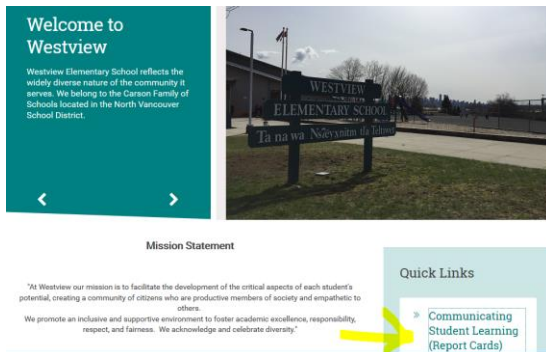 Welcome to
Westview
Westview Elementary School reflects the
widely diverse nature of the community it
serves. We belong to the Carson Family of
Schools located in the North Vancouver
School District.
WESTVIEW
ELEMENTARY SCHOOL
Ta na wa
Mission Statement
"At Westview our mission is to facilitate the development of the critical aspects of each student's
potential, creating a community of citizens who are productive members of society and empathetic to
others.
We promote an inclusive and supportive environment to foster academic excellence, responsibility,
respect, and fairness. We acknowledge and celebrate diversity."
Quick Links
» Communicating
Student Learning
(Report Cards)